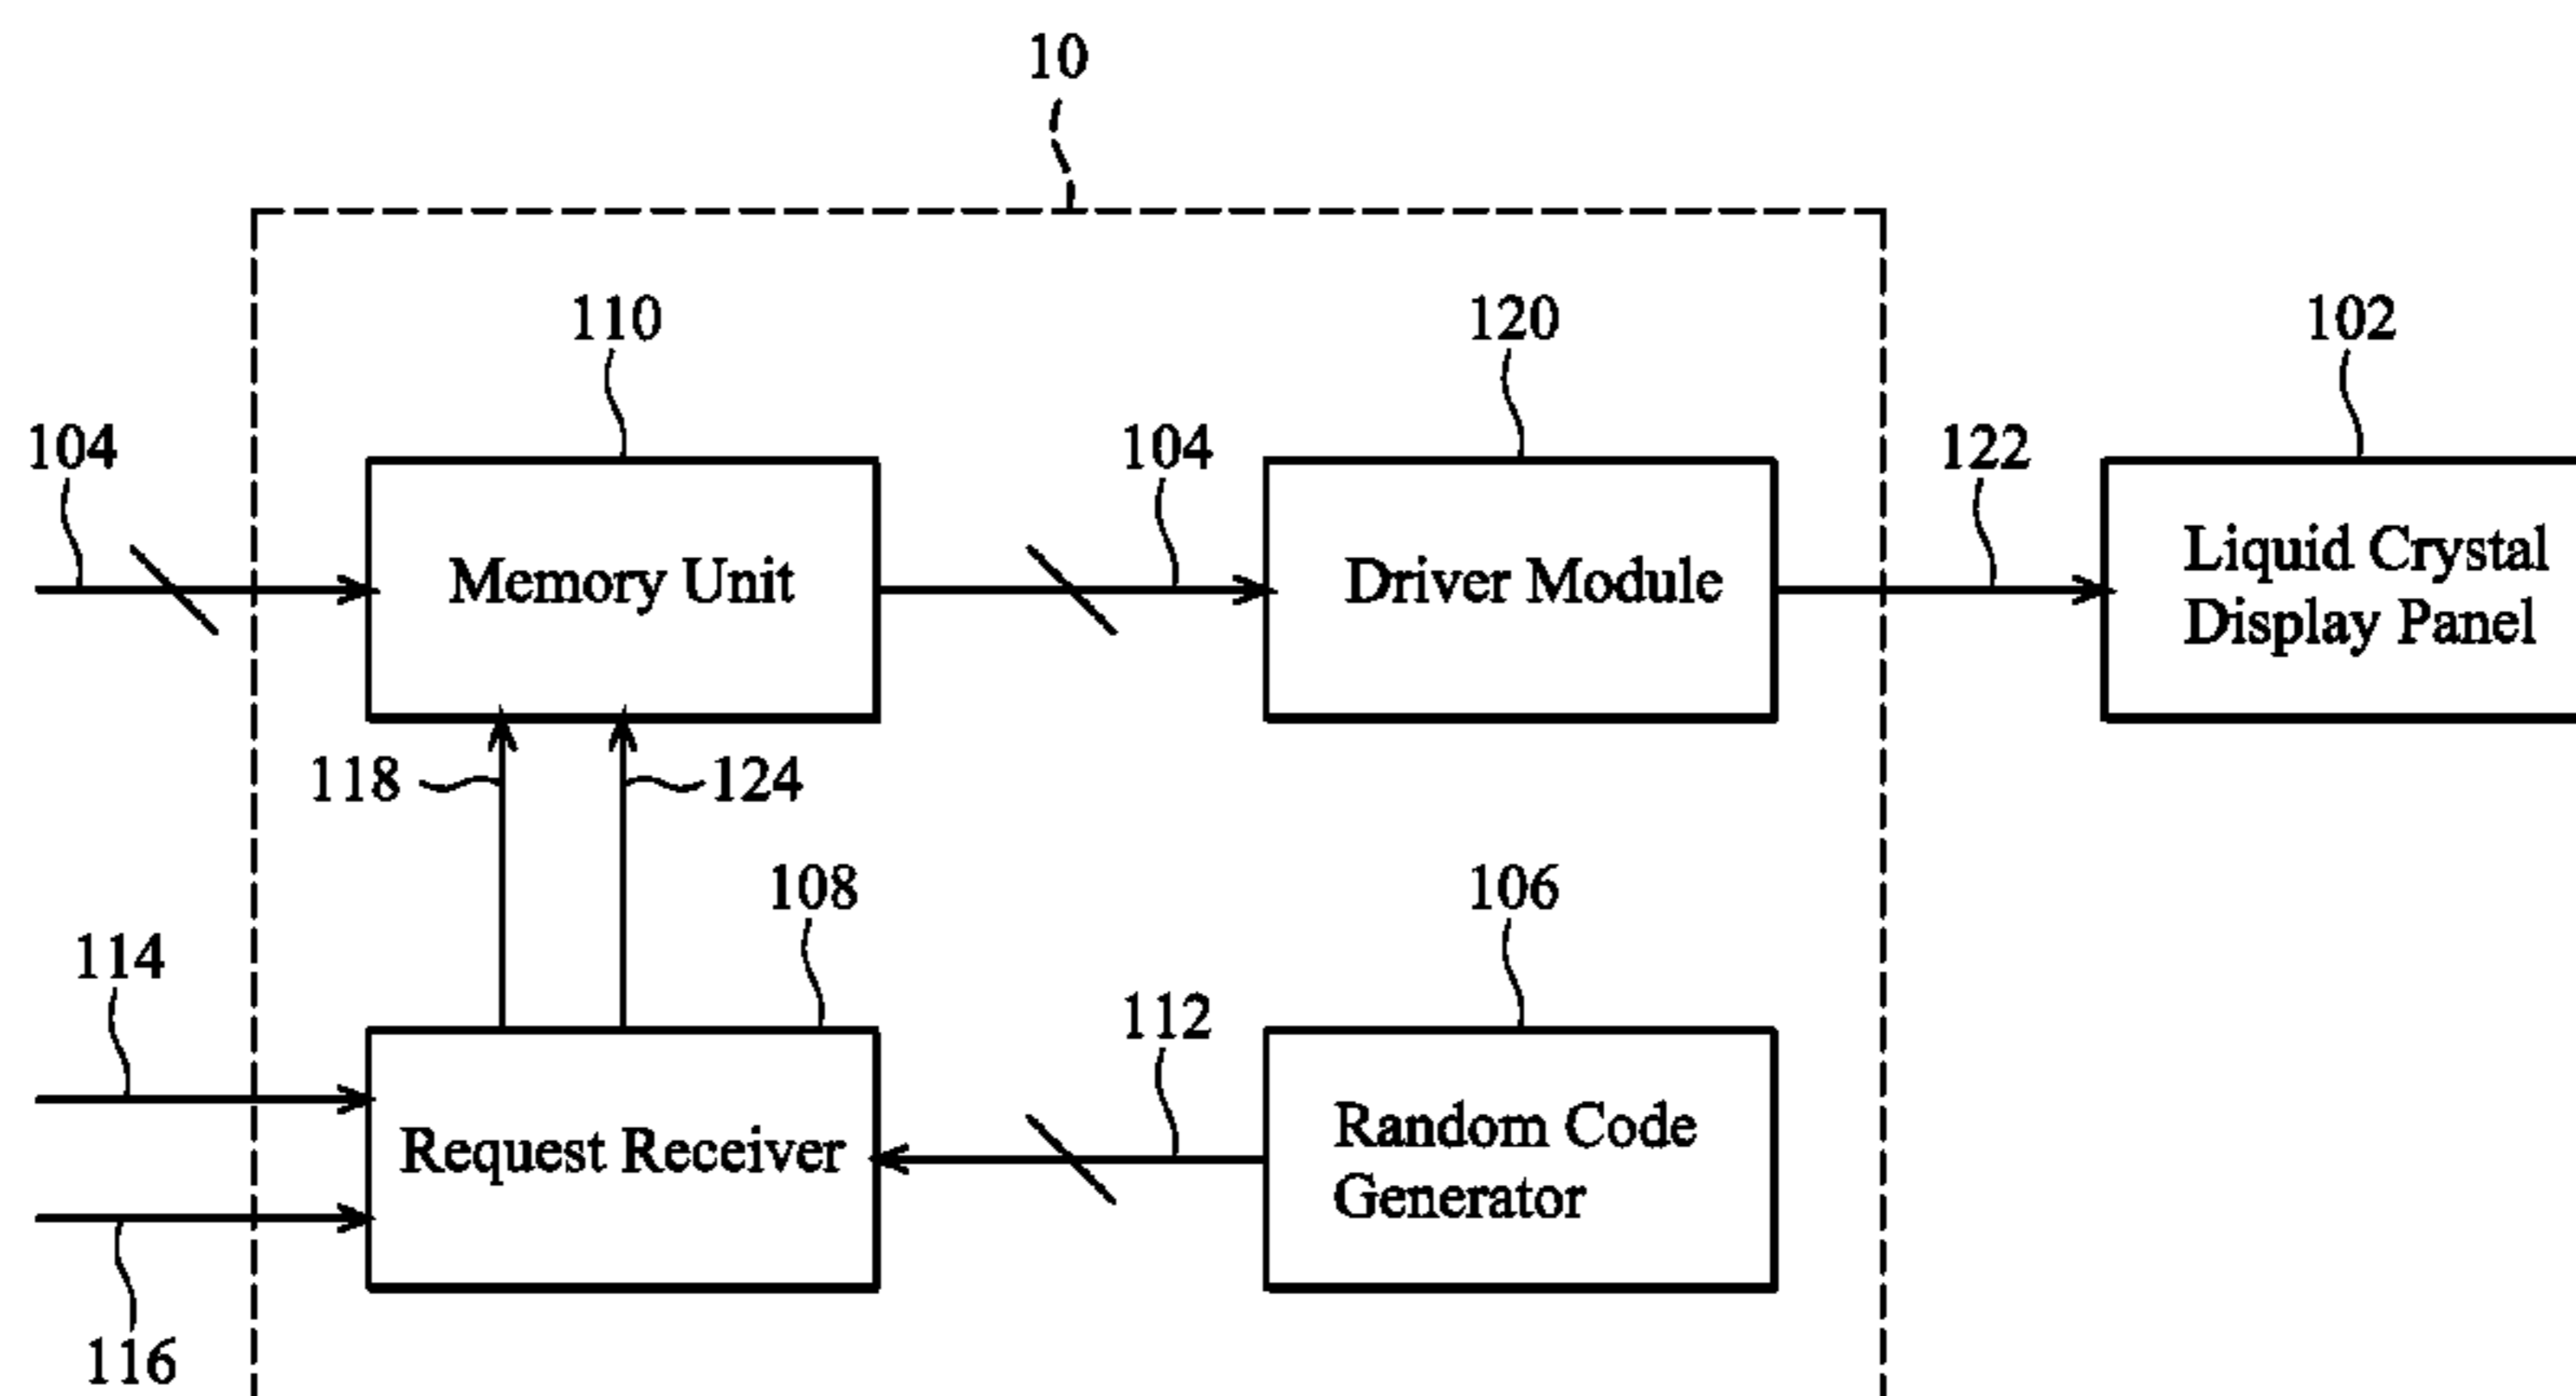 10
110
120
102
104
104
122
Memory Unit
Driver Module
Liquid Crystal
Display Panel
118
124
108
106
114
112
Request Receiver
Random Code
Generator
116